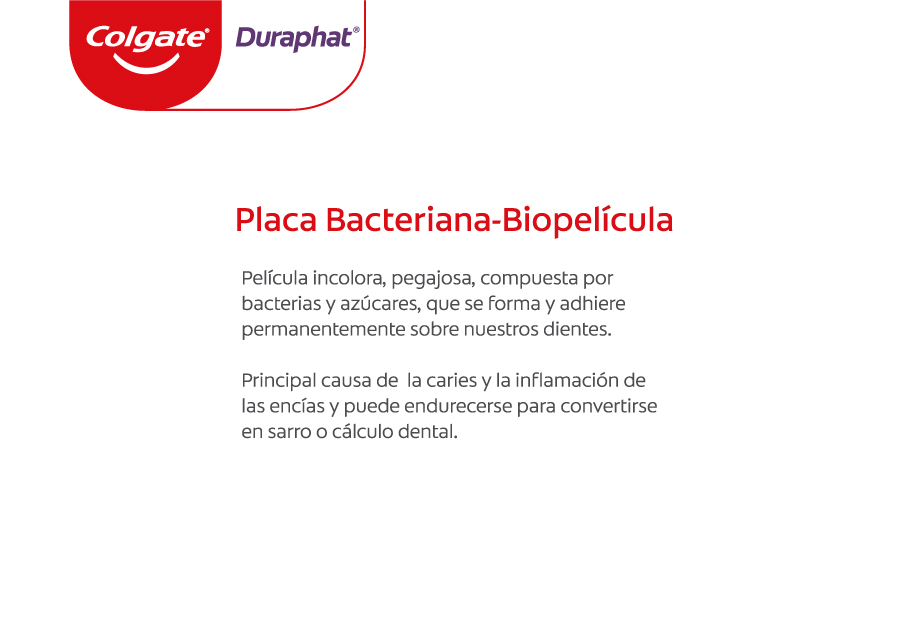 Colgate® Duraphat®
Placa Bacteriana-Biopelícula
Película incolora, pegajosa, compuesta por
bacterias y azúcares, que se forma y adhiere
permanentemente sobre nuestros dientes.
Principal causa de  la caries y la inflamación de
las encías y puede endurecerse para convertirse
en sarro o cálculo dental.